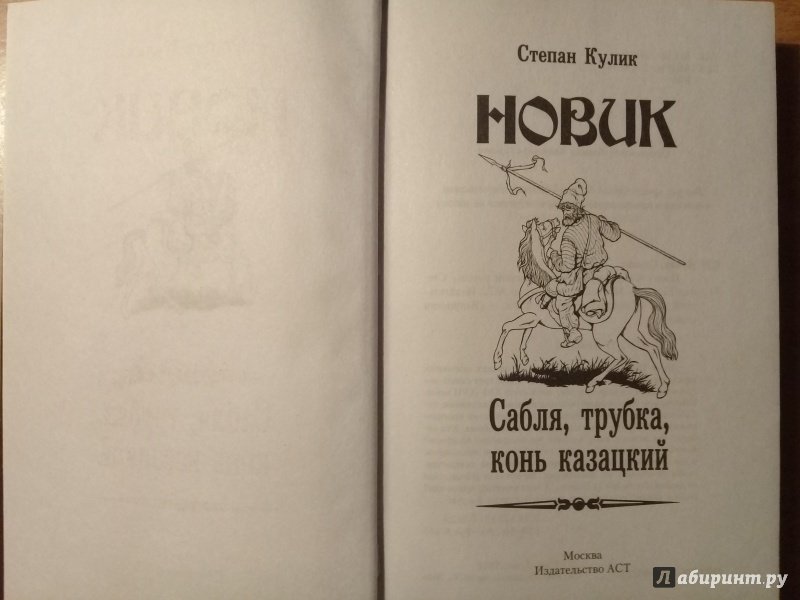 Степан Кулик
НОВИК
Сабля, трубка,
конь казацкий
Москва
Издательство АСТ
Лабиринт.ру